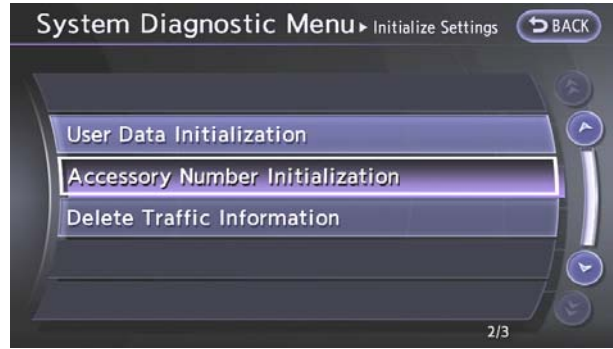 System Diagnostic Menu ▸ Initialize Settings BACK
User Data Initialization
Accessory Number Initialization
Delete Traffic Information
2/3